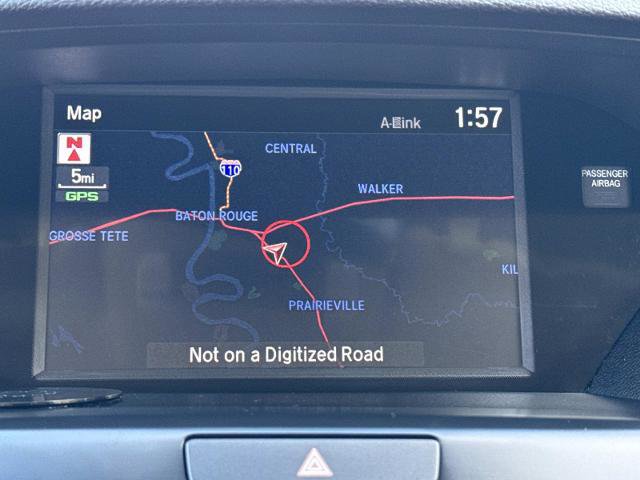 Map
A-Link
1:57
N
5mi
GPS
110
CENTRAL
WALKER
BATON ROUGE
GROSSE TETE
KIL
PRAIRIEVILLE
Not on a Digitized Road
PASSENGER
AIRBAG